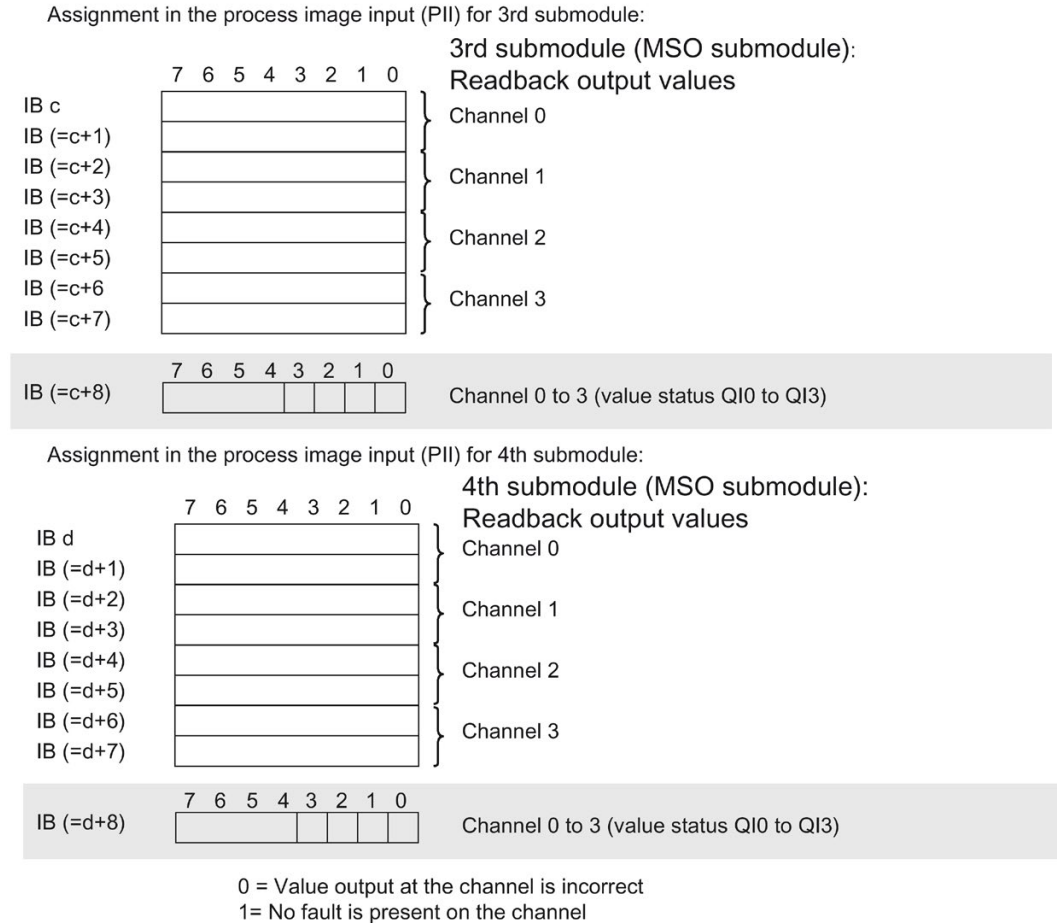 Assignment in the process image input (PII) for 3rd submodule:
3rd submodule (MSO submodule):
7 6 5 4 3 2 1 0 Readback output values
IB c
Channel 0
IB (=c+1)
IB (=c+2)
Channel 1
IB (=c+3)
IB (=c+4)
Channel 2
IB (=c+5)
IB (=c+6
Channel 3
IB (=c+7)
7 6 5 4 3 2 1 0
IB (=c+8) Channel 0 to 3 (value status QI0 to QI3)
Assignment in the process image input (PII) for 4th submodule:
4th submodule (MSO submodule):
7 6 5 4 3 2 1 0 Readback output values
IB d
Channel 0
IB (=d+1)
IB (=d+2)
Channel 1
IB (=d+3)
IB (=d+4)
Channel 2
IB (=d+5)
IB (=d+6)
Channel 3
IB (=d+7)
7 6 5 4 3 2 1 0
IB (=d+8) Channel 0 to 3 (value status QI0 to QI3)
0 = Value output at the channel is incorrect
1= No fault is present on the channel